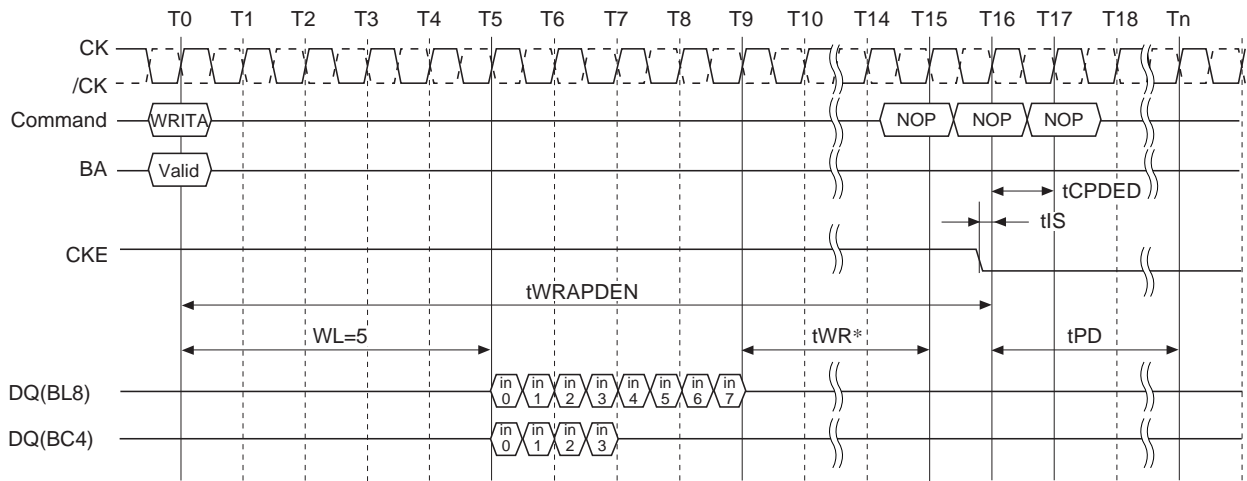 T0 T1 T2 T3 T4 T5 T6 T7 T8 T9 T10 T14 T15 T16 T17 T18 Tn
CK
/CK
Command WRITA NOP NOP NOP
BA Valid
tCPDED
tIS
CKE
tWRAPDEN
WL=5 tWR* tPD
DQ(BL8) in 0 in 1 in 2 in 3 in 4 in 5 in 6 in 7
DQ(BC4) in 0 in 1 in 2 in 3